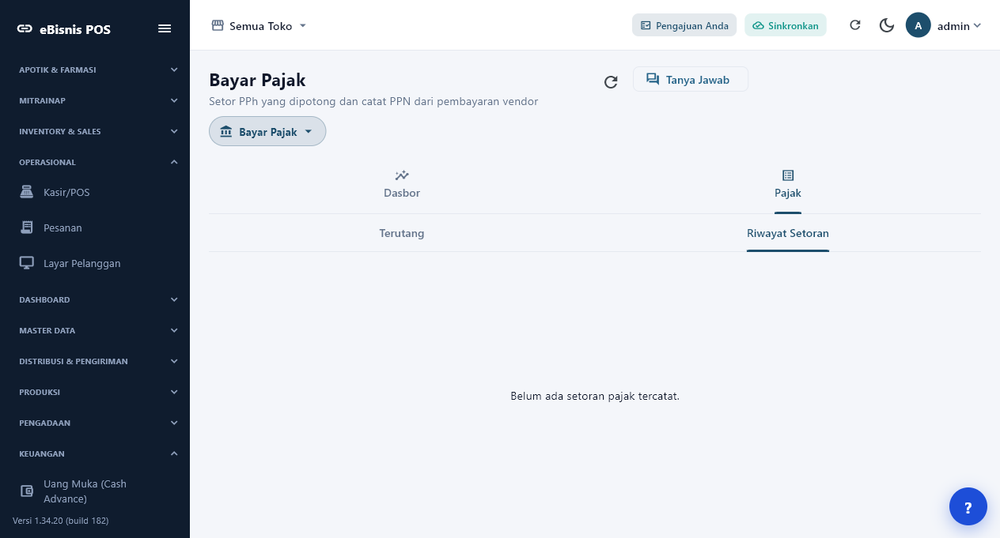 eBisnis POS
APOTIK & FARMASI
MITRAINAP
INVENTORY & SALES
OPERASIONAL
Kasir/POS
Pesanan
Layar Pelanggan
DASHBOARD
MASTER DATA
DISTRIBUSI & PENGIRIMAN
PRODUKSI
PENGADAAN
KEUANGAN
Uang Muka (Cash
Advance)
Versi 1.34.20 (build 182)
Semua Toko
Pengajuan Anda
Sinkronkan
A
admin
Bayar Pajak
Setor PPh yang dipotong dan catat PPN dari pembayaran vendor
Tanya Jawab
Bayar Pajak
Dasbor
Pajak
Terutang
Riwayat Setoran
Belum ada setoran pajak tercatat.
?